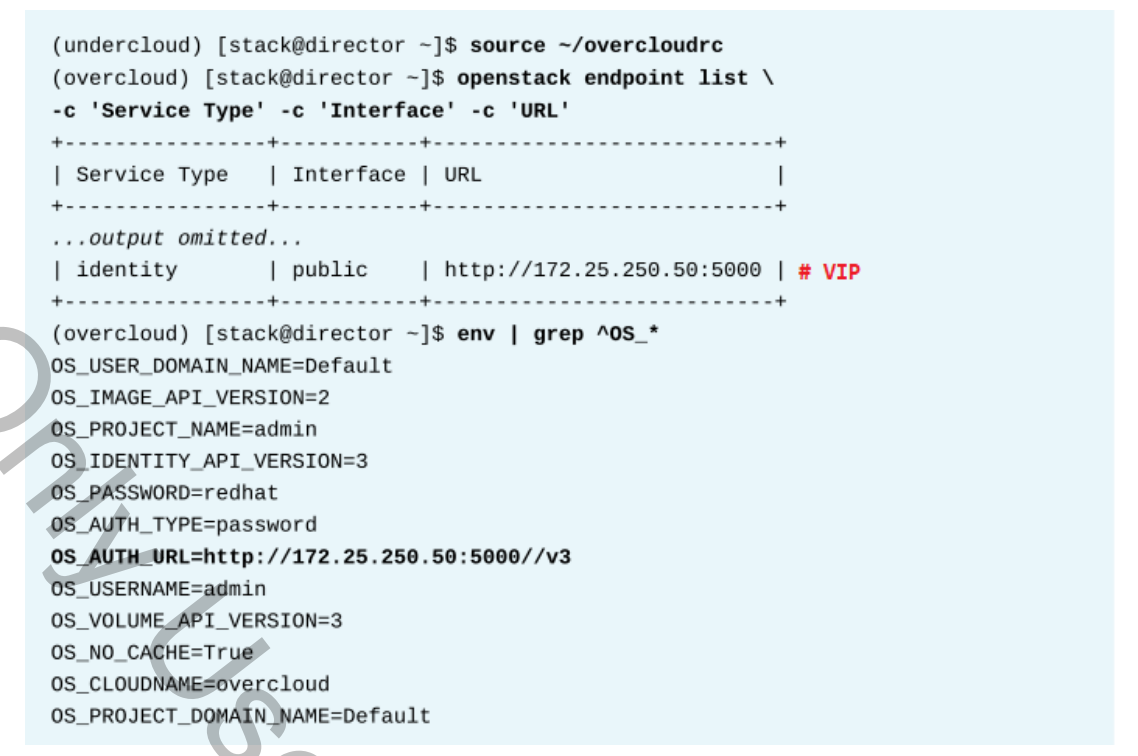 (undercloud) [stack@director ~]$ source ~/overcloudrc
(overcloud) [stack@director ~]$ openstack endpoint list \
-c 'Service Type' -c 'Interface' -c 'URL'
+----------------+-----------+---------------------------+
| Service Type   | Interface | URL                       |
+----------------+-----------+---------------------------+
...output omitted...
| identity       | public    | http://172.25.250.50:5000 | # VIP
+----------------+-----------+---------------------------+
(overcloud) [stack@director ~]$ env | grep ^OS_*
OS_USER_DOMAIN_NAME=Default
OS_IMAGE_API_VERSION=2
OS_PROJECT_NAME=admin
OS_IDENTITY_API_VERSION=3
OS_PASSWORD=redhat
OS_AUTH_TYPE=password
OS_AUTH_URL=http://172.25.250.50:5000//v3
OS_USERNAME=admin
OS_VOLUME_API_VERSION=3
OS_NO_CACHE=True
OS_CLOUDNAME=overcloud
OS_PROJECT_DOMAIN_NAME=Default
Only